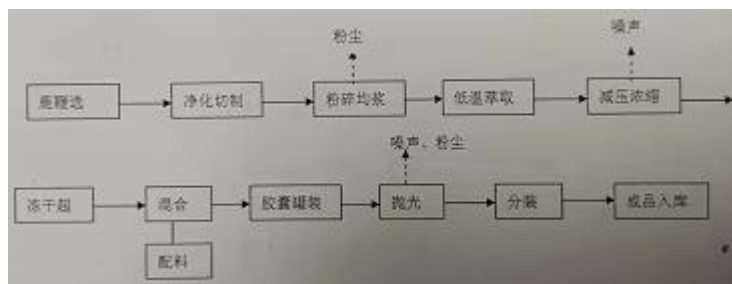 粉尘
噪声
鹿鞭选
净化切制
粉碎均浆
低温萃取
减压浓缩
噪声、粉尘
冻干超
混合
胶囊罐装
抛光
分装
成品入库
配料